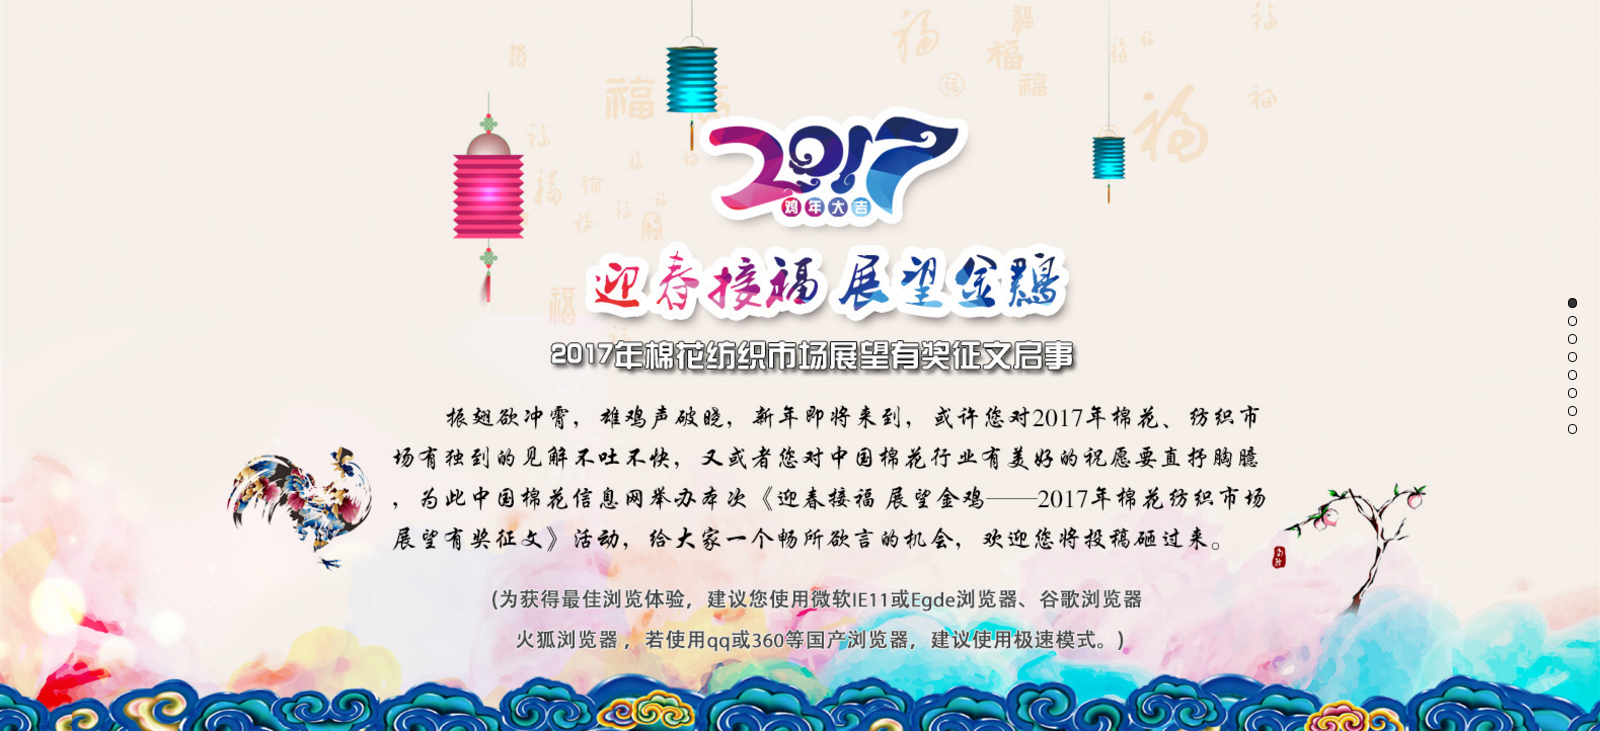 2017
鸡年大吉
迎春接福 展望金鷄
2017年棉花纺织市场展望有奖征文启事
振翅欲冲霄，雄鸡声破晓，新年即将来到，或许您对2017年棉花、纺织市
场有独到的见解不吐不快，又或者您对中国棉花行业有美好的祝愿要直抒胸臆
，为此中国棉花信息网举办本次《迎春接福 展望金鸡——2017年棉花纺织市场
展望有奖征文》活动，给大家一个畅所欲言的机会，欢迎您将投稿砸过来。
(为获得最佳浏览体验，建议您使用微软IE11或Egde浏览器、谷歌浏览器
火狐浏览器，若使用qq或360等国产浏览器，建议使用极速模式。)